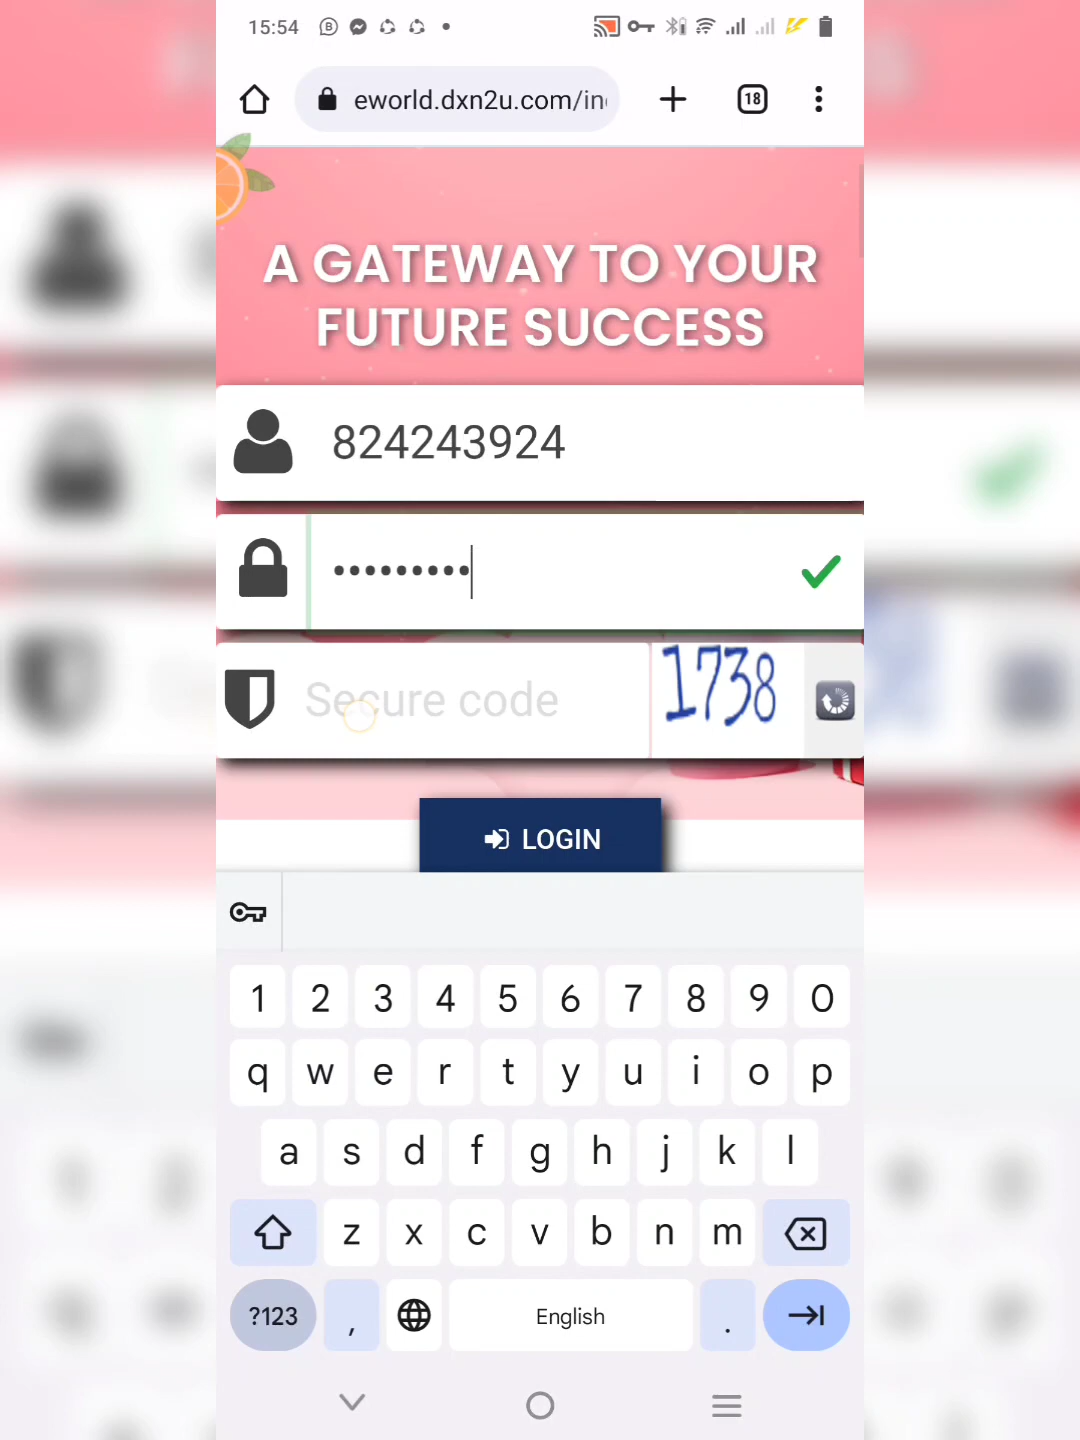 15:54
eworld.dxn2u.com/in
18
A GATEWAY TO YOUR
FUTURE SUCCESS
824243924
•••••••••
Secure code
1738
LOGIN
1 2 3 4 5 6 7 8 9 0
q w e r t y u i o p
a s d f g h j k l
z x c v b n m
?123 , English .